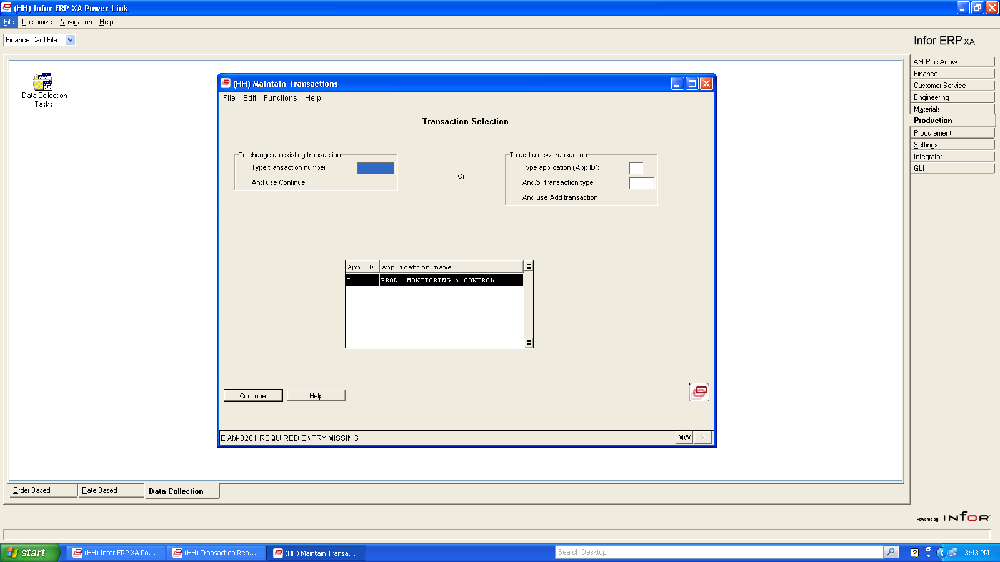 (HH) Infor ERP XA Power-Link
File Customize Navigation Help
Finance Card File
Infor ERP XA
Data Collection
Tasks
AM Plus-Arrow
Finance
Customer Service
Engineering
Materials
Production
Procurement
Settings
Integrator
GLI
(HH) Maintain Transactions
File Edit Functions Help
Transaction Selection
To change an existing transaction
Type transaction number:
And use Continue
-Or-
To add a new transaction
Type application (App ID):
And/or transaction type:
And use Add transaction
App ID Application name
J PROD. MONITORING & CONTROL
Continue Help
E AM-3201 REQUIRED ENTRY MISSING
MW ?
Order Based Rate Based Data Collection
Powered by infor
start (HH) Infor ERP XA Po... (HH) Transaction Rea... (HH) Maintain Transa... Search Desktop 3:43 PM